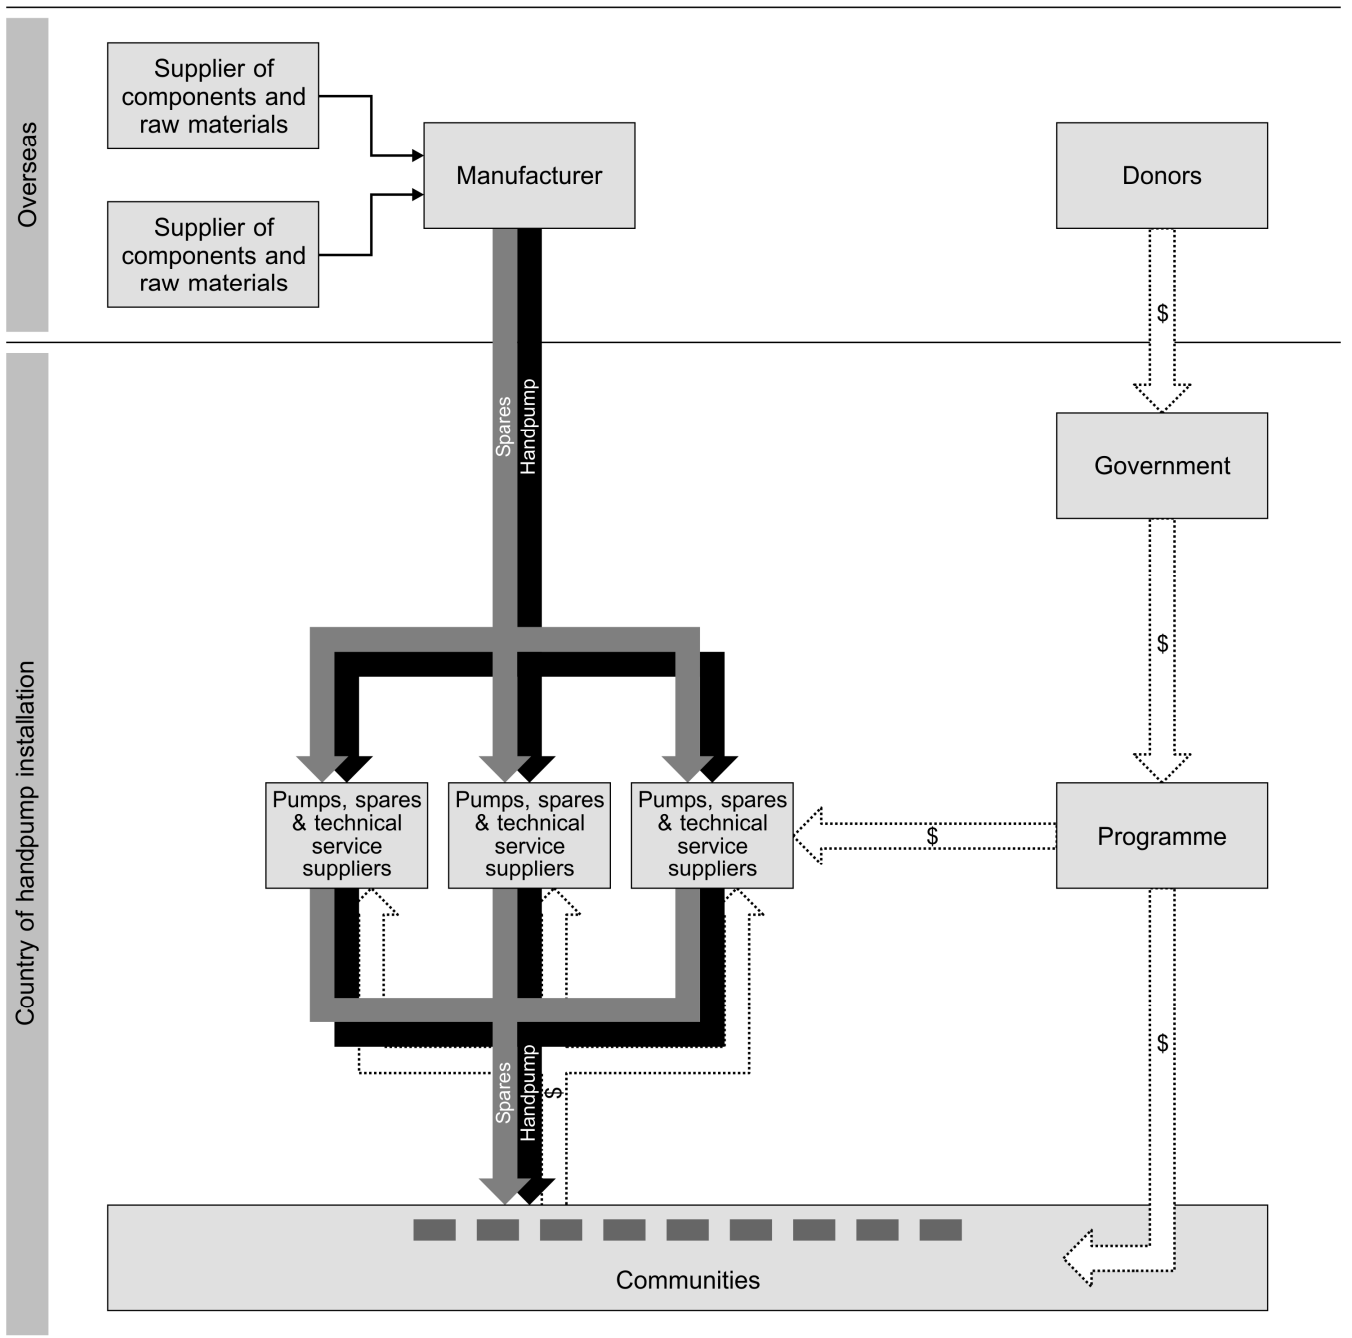 Overseas
Supplier of
components and
raw materials
Supplier of
components and
raw materials
Manufacturer
Donors
$
Country of handpump installation
Spares
Handpump
Government
$
Pumps, spares
& technical
service
suppliers
Pumps, spares
& technical
service
suppliers
Pumps, spares
& technical
service
suppliers
$
Programme
$
Spares
Handpump
$
Communities